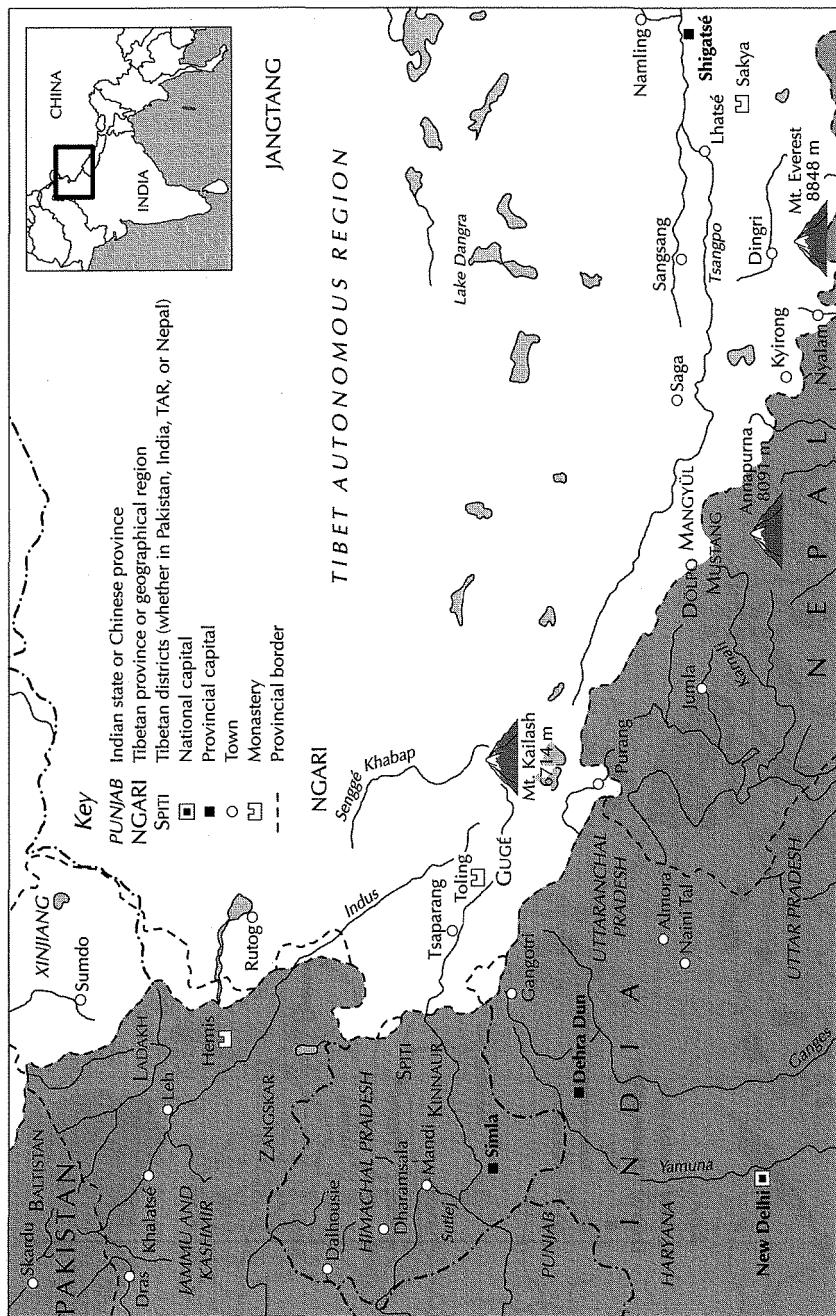 CHINA
INDIA
Key
PUNJAB Indian state or Chinese province
NGARI Tibetan province or geographical region
SPITI Tibetan districts (whether in Pakistan, India, TAR, or Nepal)
National capital
Provincial capital
Town
Monastery
Provincial border
JANGTANG
TIBET AUTONOMOUS REGION
XINJIANG
Sumdo
Rutog
Skardu
BALTISTAN
PAKISTAN
LADAKH
Leh
Hemis
Khalatsé
Dras
JAMMU AND
KASHMIR
ZANGSKAR
NGARI
Senggé Khabap
Indus
Mt. Kailash
6714 m
Tsaparang
Toling
GUGÉ
Purang
Lake Dangra
Namling
Shigatsé
Sakya
Lhatsé
Sangsang
Tsangpo
Saga
Dingri
Mt. Everest
8848 m
Kyirong
Nyalam
MANGYÜL
DOLPO
MUSTANG
Annapurna
8091 m
Jumla
Karnali
NEPAL
Dalhousie
HIMACHAL PRADESH
Dharamsala
Mandi
SPITI
KINNAUR
Sutlej
Simla
Gangotri
UTTARANCHAL
PRADESH
Dehra Dun
Almora
Naini Tal
UTTAR PRADESH
PUNJAB
HARYANA
INDIA
Yamuna
Ganges
New Delhi